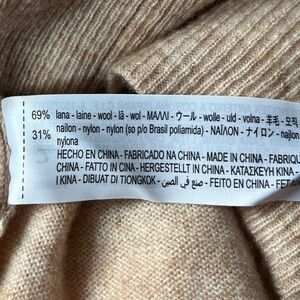 69% lana - laine - wool - lã - wol - ΜΑΛΛΙ - ウール - wolle - uld - volna - 羊毛 - 모직
31% nailon - nylon - nylon (so p/o Brasil poliamida) - ΝΑΪΛΟΝ - ナイロン - najlon
nylona
HECHO EN CHINA - FABRICADO NA CHINA - MADE IN CHINA - FABRIQU
CHINA - FATTO IN CINA - HERGESTELLT IN CHINA - ΚΑΤΑΣΚΕΥΗ ΚΙΝΑ -
I KINA - DIBUAT DI TIONGKOK - صنع في الصين - FEITO EN CHINA - FET